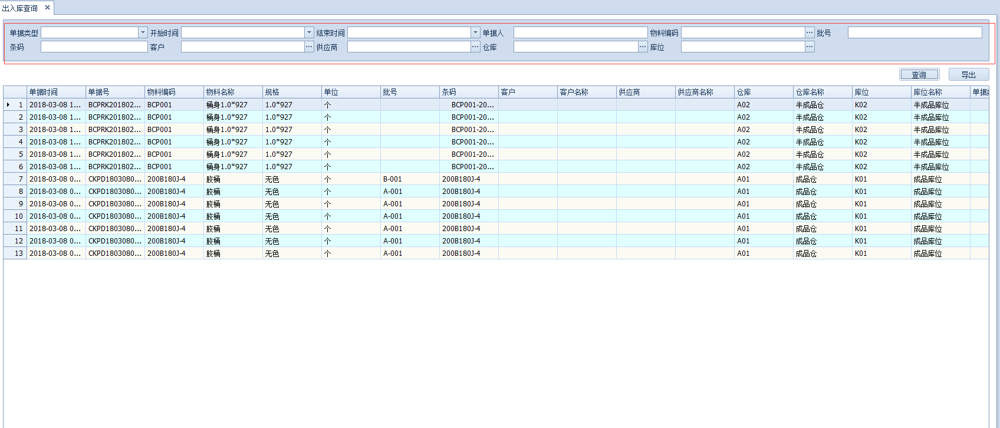 出入库查询
单据类型 开始时间 结束时间 单据人 物料编码 批号
条码 客户 供应商 仓库 库位
查询 导出
单据时间 单据号 物料编码 物料名称 规格 单位 批号 条码 客户 客户名称 供应商 供应商名称 仓库 仓库名称 库位 库位名称 单据
1 2018-03-08 1... BCPRK201802... BCP001 桶身1.0*927 1.0*927 个 BCP001-20... A02 半成品仓 K02 半成品库位
2 2018-03-08 1... BCPRK201802... BCP001 桶身1.0*927 1.0*927 个 BCP001-20... A02 半成品仓 K02 半成品库位
3 2018-03-08 1... BCPRK201802... BCP001 桶身1.0*927 1.0*927 个 BCP001-20... A02 半成品仓 K02 半成品库位
4 2018-03-08 1... BCPRK201802... BCP001 桶身1.0*927 1.0*927 个 BCP001-20... A02 半成品仓 K02 半成品库位
5 2018-03-08 1... BCPRK201802... BCP001 桶身1.0*927 1.0*927 个 BCP001-20... A02 半成品仓 K02 半成品库位
6 2018-03-08 1... BCPRK201802... BCP001 桶身1.0*927 1.0*927 个 BCP001-20... A02 半成品仓 K02 半成品库位
7 2018-03-08 0... CKPD1803080... 200B180J-4 胶桶 无色 个 B-001 200B180J-4 A01 成品仓 K01 成品库位
8 2018-03-08 0... CKPD1803080... 200B180J-4 胶桶 无色 个 A-001 200B180J-4 A01 成品仓 K01 成品库位
9 2018-03-08 0... CKPD1803080... 200B180J-4 胶桶 无色 个 A-001 200B180J-4 A01 成品仓 K01 成品库位
10 2018-03-08 0... CKPD1803080... 200B180J-4 胶桶 无色 个 A-001 200B180J-4 A01 成品仓 K01 成品库位
11 2018-03-08 0... CKPD1803080... 200B180J-4 胶桶 无色 个 A-001 200B180J-4 A01 成品仓 K01 成品库位
12 2018-03-08 0... CKPD1803080... 200B180J-4 胶桶 无色 个 A-001 200B180J-4 A01 成品仓 K01 成品库位
13 2018-03-08 0... CKPD1803080... 200B180J-4 胶桶 无色 个 A-001 200B180J-4 A01 成品仓 K01 成品库位